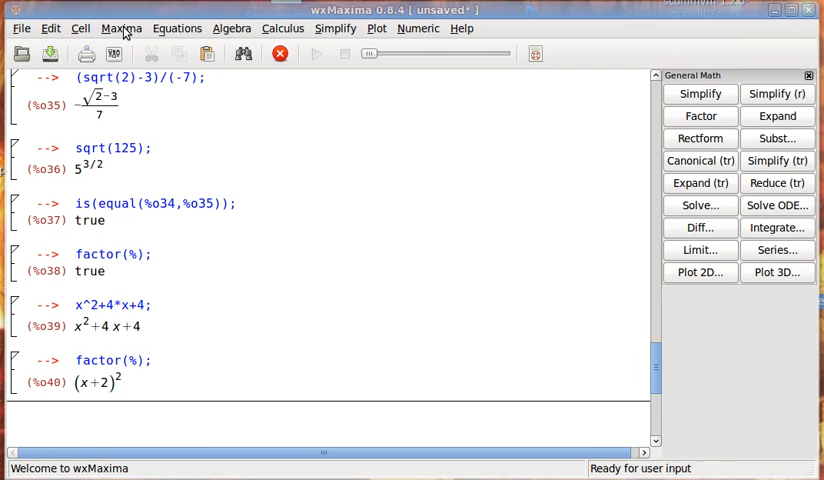 scummvm 1.2.0
wxMaxima 0.8.4 [ unsaved* ]
File Edit Cell Maxima Equations Algebra Calculus Simplify Plot Numeric Help
--> (sqrt(2)-3)/(-7);
(%o35) -(√2-3)/7
--> sqrt(125);
(%o36) 5^3/2
--> is(equal(%o34,%o35));
(%o37) true
--> factor(%);
(%o38) true
--> x^2+4*x+4;
(%o39) x²+4 x+4
--> factor(%);
(%o40) (x+2)²
General Math
Simplify Simplify (r)
Factor Expand
Rectform Subst...
Canonical (tr) Simplify (tr)
Expand (tr) Reduce (tr)
Solve... Solve ODE...
Diff... Integrate...
Limit... Series...
Plot 2D... Plot 3D...
Welcome to wxMaxima Ready for user input